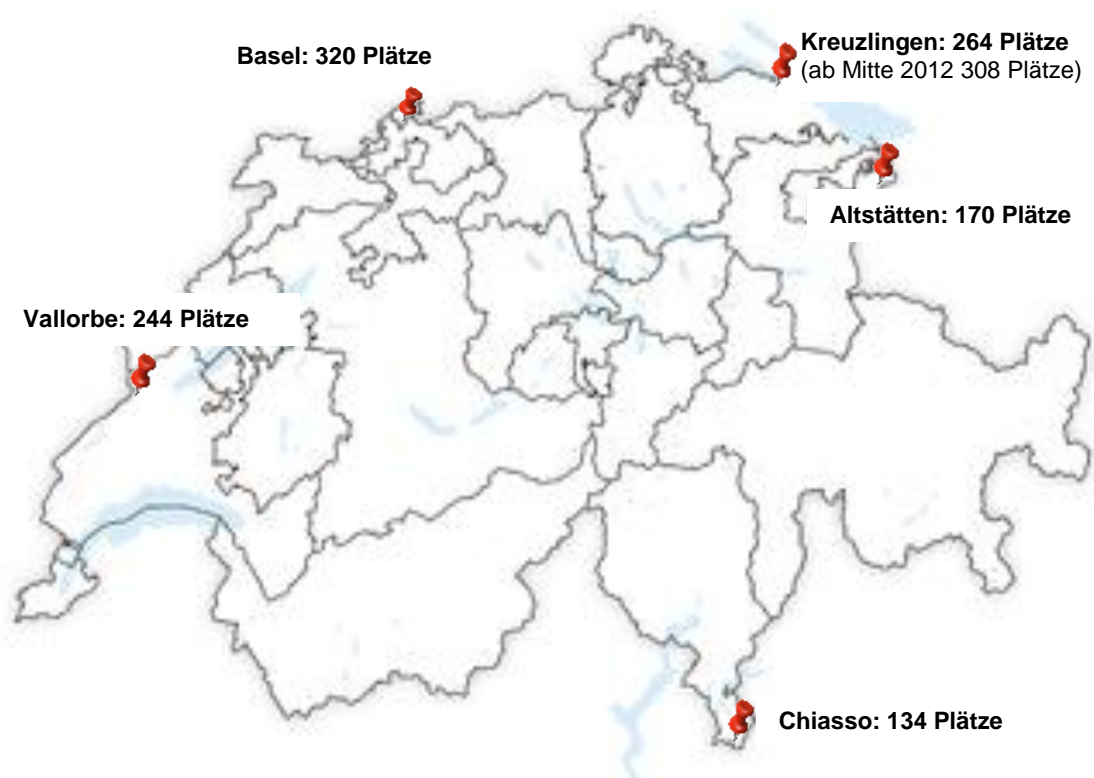 Basel: 320 Plätze
Kreuzlingen: 264 Plätze
(ab Mitte 2012 308 Plätze)
Altstätten: 170 Plätze
Vallorbe: 244 Plätze
Chiasso: 134 Plätze